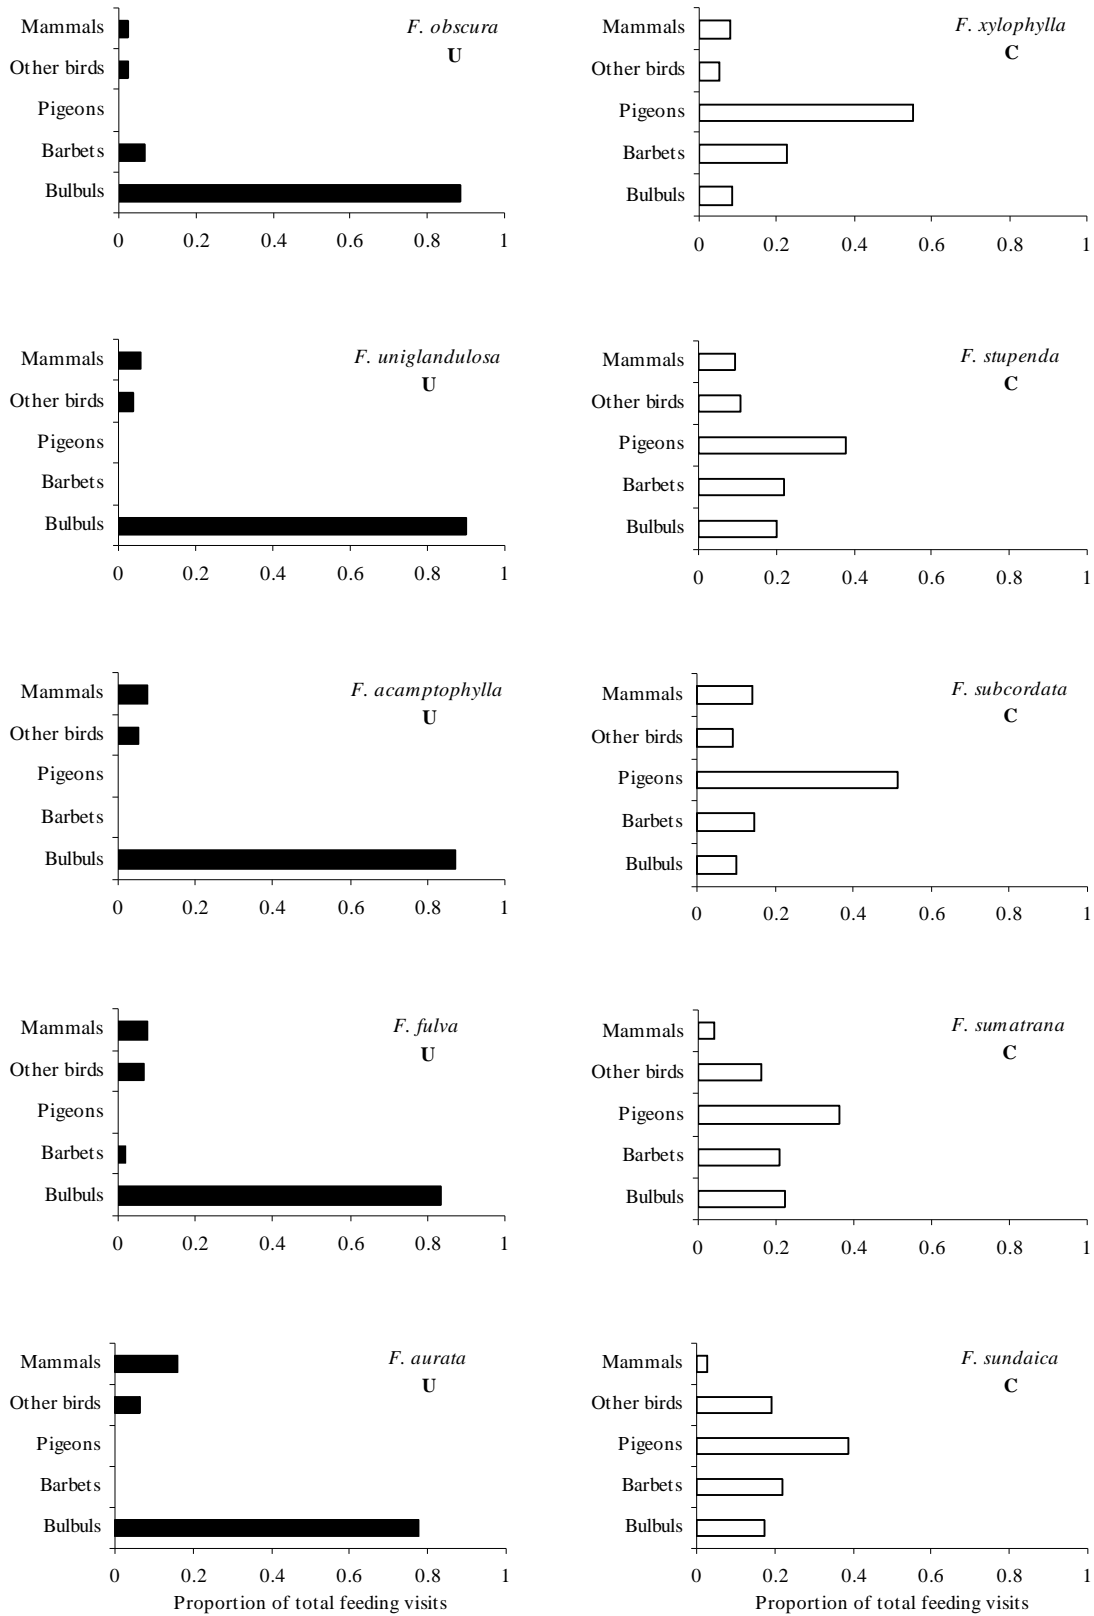 F. obscura
U
Mammals
Other birds
Pigeons
Barbets
Bulbuls
0 0.2 0.4 0.6 0.8 1
F. xylophylla
C
Mammals
Other birds
Pigeons
Barbets
Bulbuls
0 0.2 0.4 0.6 0.8 1
F. uniglandulosa
U
Mammals
Other birds
Pigeons
Barbets
Bulbuls
0 0.2 0.4 0.6 0.8 1
F. stupenda
C
Mammals
Other birds
Pigeons
Barbets
Bulbuls
0 0.2 0.4 0.6 0.8 1
F. acamptophylla
U
Mammals
Other birds
Pigeons
Barbets
Bulbuls
0 0.2 0.4 0.6 0.8 1
F. subcordata
C
Mammals
Other birds
Pigeons
Barbets
Bulbuls
0 0.2 0.4 0.6 0.8 1
F. fulva
U
Mammals
Other birds
Pigeons
Barbets
Bulbuls
0 0.2 0.4 0.6 0.8 1
F. sumatrana
C
Mammals
Other birds
Pigeons
Barbets
Bulbuls
0 0.2 0.4 0.6 0.8 1
F. aurata
U
Mammals
Other birds
Pigeons
Barbets
Bulbuls
0 0.2 0.4 0.6 0.8 1
Proportion of total feeding visits
F. sundaica
C
Mammals
Other birds
Pigeons
Barbets
Bulbuls
0 0.2 0.4 0.6 0.8 1
Proportion of total feeding visits